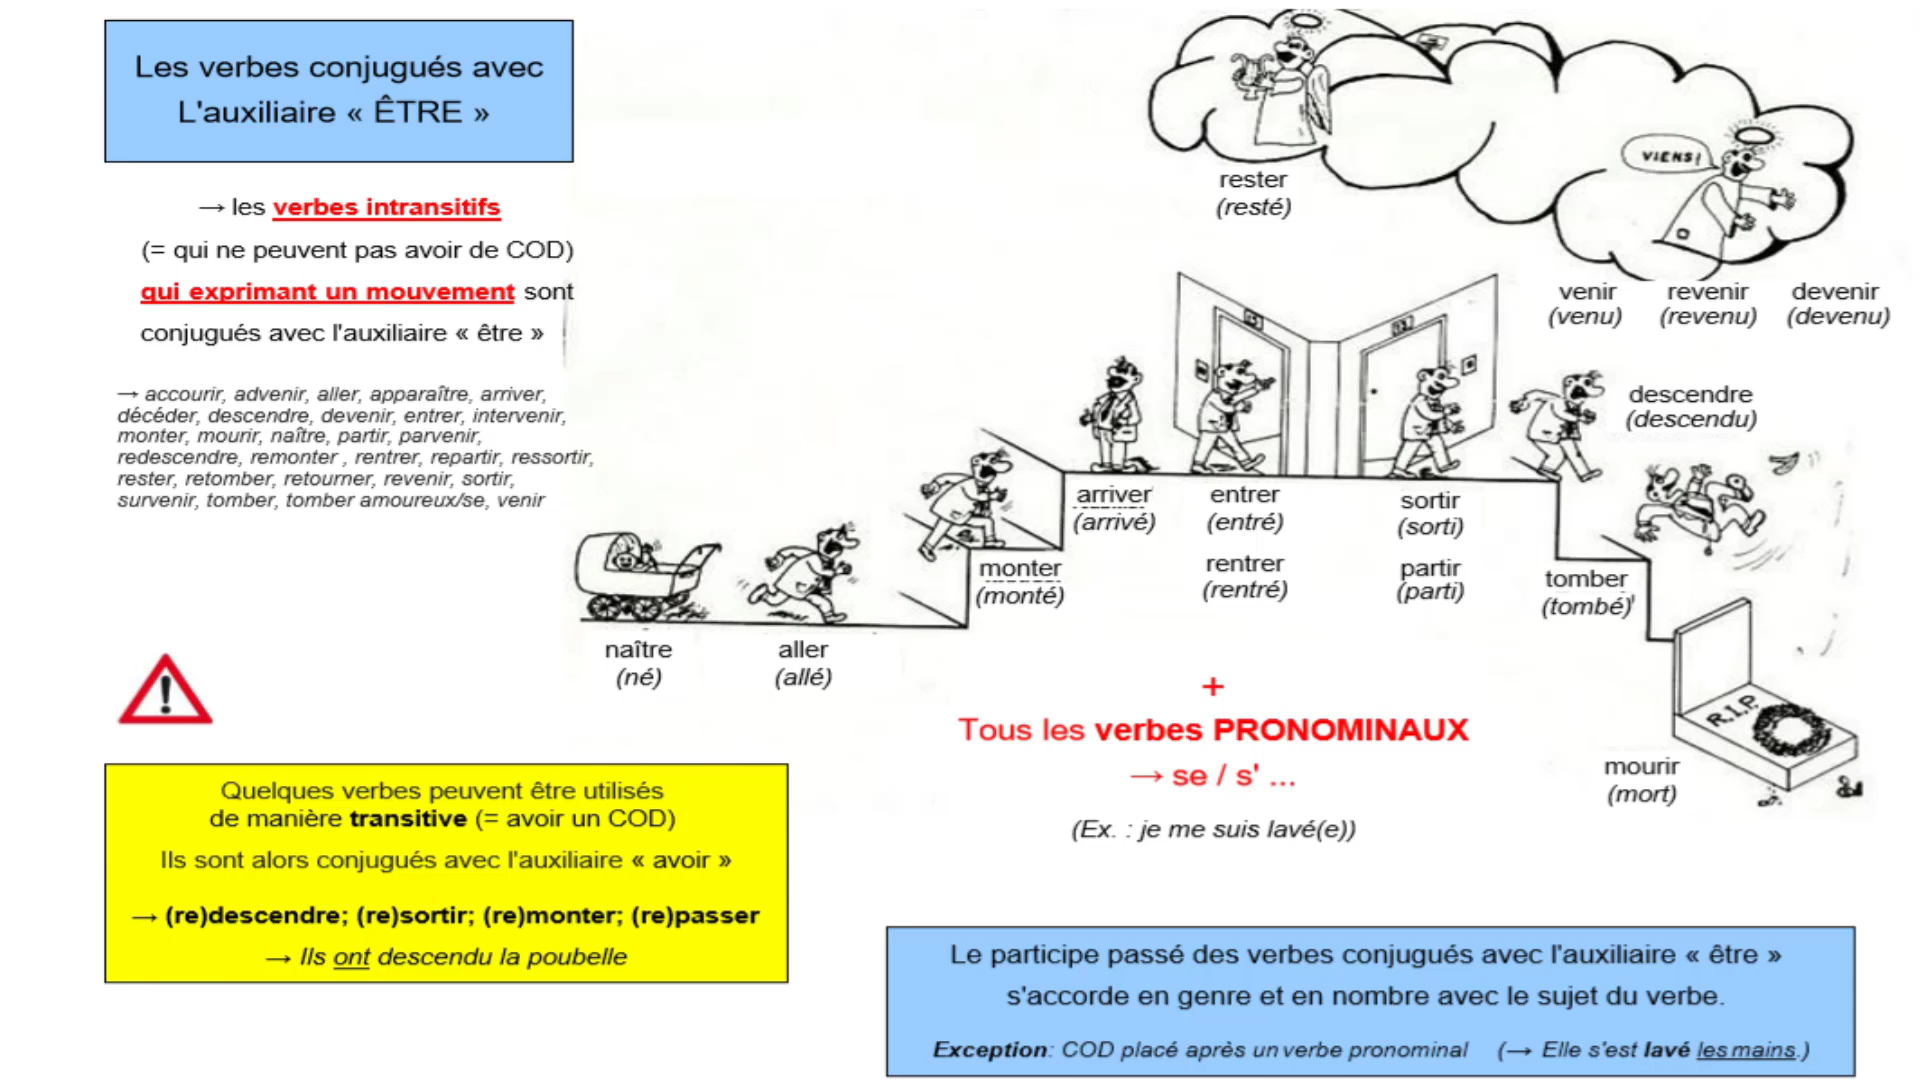 Les verbes conjugués avec
L'auxiliaire « ÊTRE »
→ les verbes intransitifs
(= qui ne peuvent pas avoir de COD)
qui exprimant un mouvement sont
conjugués avec l'auxiliaire « être »
→ accourir, advenir, aller, apparaître, arriver,
décéder, descendre, devenir, entrer, intervenir,
monter, mourir, naître, partir, parvenir,
redescendre, remonter , rentrer, repartir, ressortir,
rester, retomber, retourner, revenir, sortir,
survenir, tomber, tomber amoureux/se, venir
rester
(resté)
VIENS!
venir revenir devenir
(venu) (revenu) (devenu)
descendre
(descendu)
arriver
(arrivé)
entrer
(entré)
rentrer
(rentré)
sortir
(sorti)
partir
(parti)
monter
(monté)
tomber
(tombé)
naître
(né)
aller
(allé)
R.I.P.
mourir
(mort)
+
Tous les verbes PRONOMINAUX
→ se / s' ...
(Ex. : je me suis lavé(e))
Quelques verbes peuvent être utilisés
de manière transitive (= avoir un COD)
Ils sont alors conjugués avec l'auxiliaire « avoir »
→ (re)descendre; (re)sortir; (re)monter; (re)passer
→ Ils ont descendu la poubelle
Le participe passé des verbes conjugués avec l'auxiliaire « être »
s'accorde en genre et en nombre avec le sujet du verbe.
Exception: COD placé après un verbe pronominal (→ Elle s'est lavé les mains.)